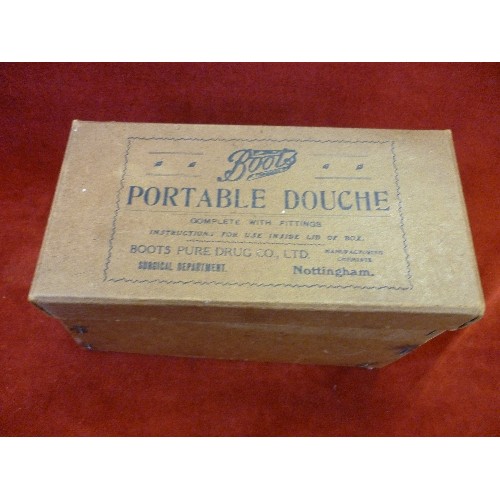 Boots
PORTABLE DOUCHE
COMPLETE WITH FITTINGS
INSTRUCTIONS FOR USE INSIDE LID OF BOX.
BOOTS PURE DRUG CO., LTD. MANUFACTURING CHEMISTS
SURGICAL DEPARTMENT. Nottingham.